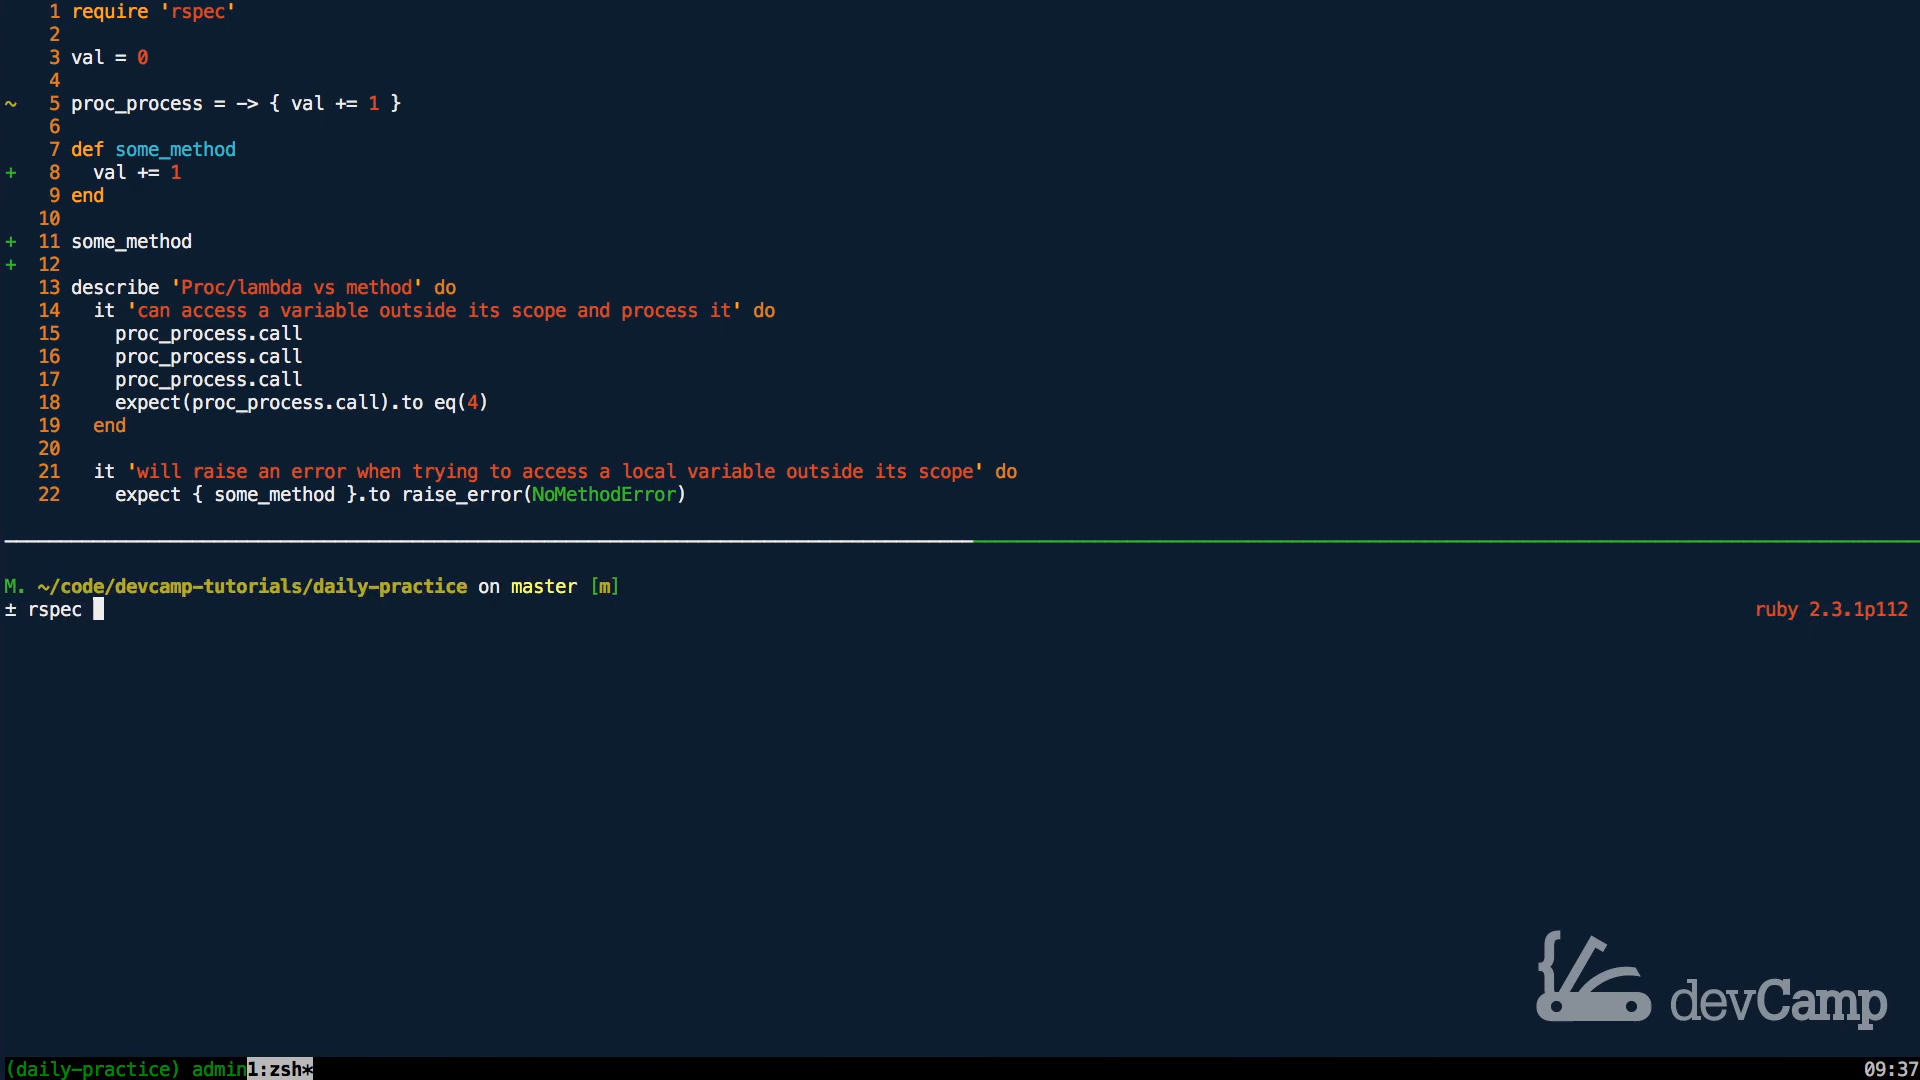 1 require 'rspec'
2
3 val = 0
4
~ 5 proc_process = -> { val += 1 }
6
7 def some_method
+ 8   val += 1
9 end
10
+ 11 some_method
+ 12
13 describe 'Proc/lambda vs method' do
14   it 'can access a variable outside its scope and process it' do
15     proc_process.call
16     proc_process.call
17     proc_process.call
18     expect(proc_process.call).to eq(4)
19   end
20
21   it 'will raise an error when trying to access a local variable outside its scope' do
22     expect { some_method }.to raise_error(NoMethodError)
M. ~/code/devcamp-tutorials/daily-practice on master [m]
± rspec
ruby 2.3.1p112
devCamp
(daily-practice) admin1:zsh* 09:37